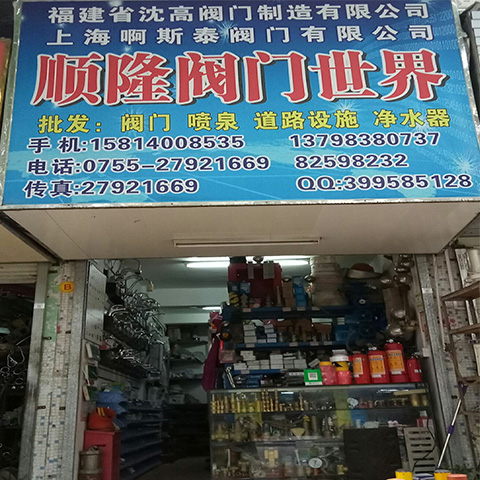 福建省沈高阀门制造有限公司
上海啊斯泰阀门有限公司
顺隆阀门世界
批发：阀门 喷泉 道路设施 净水器
手机:15814008535 13798380737
电话:0755-27921669 82598232
传真:27921669 QQ:399585128
B